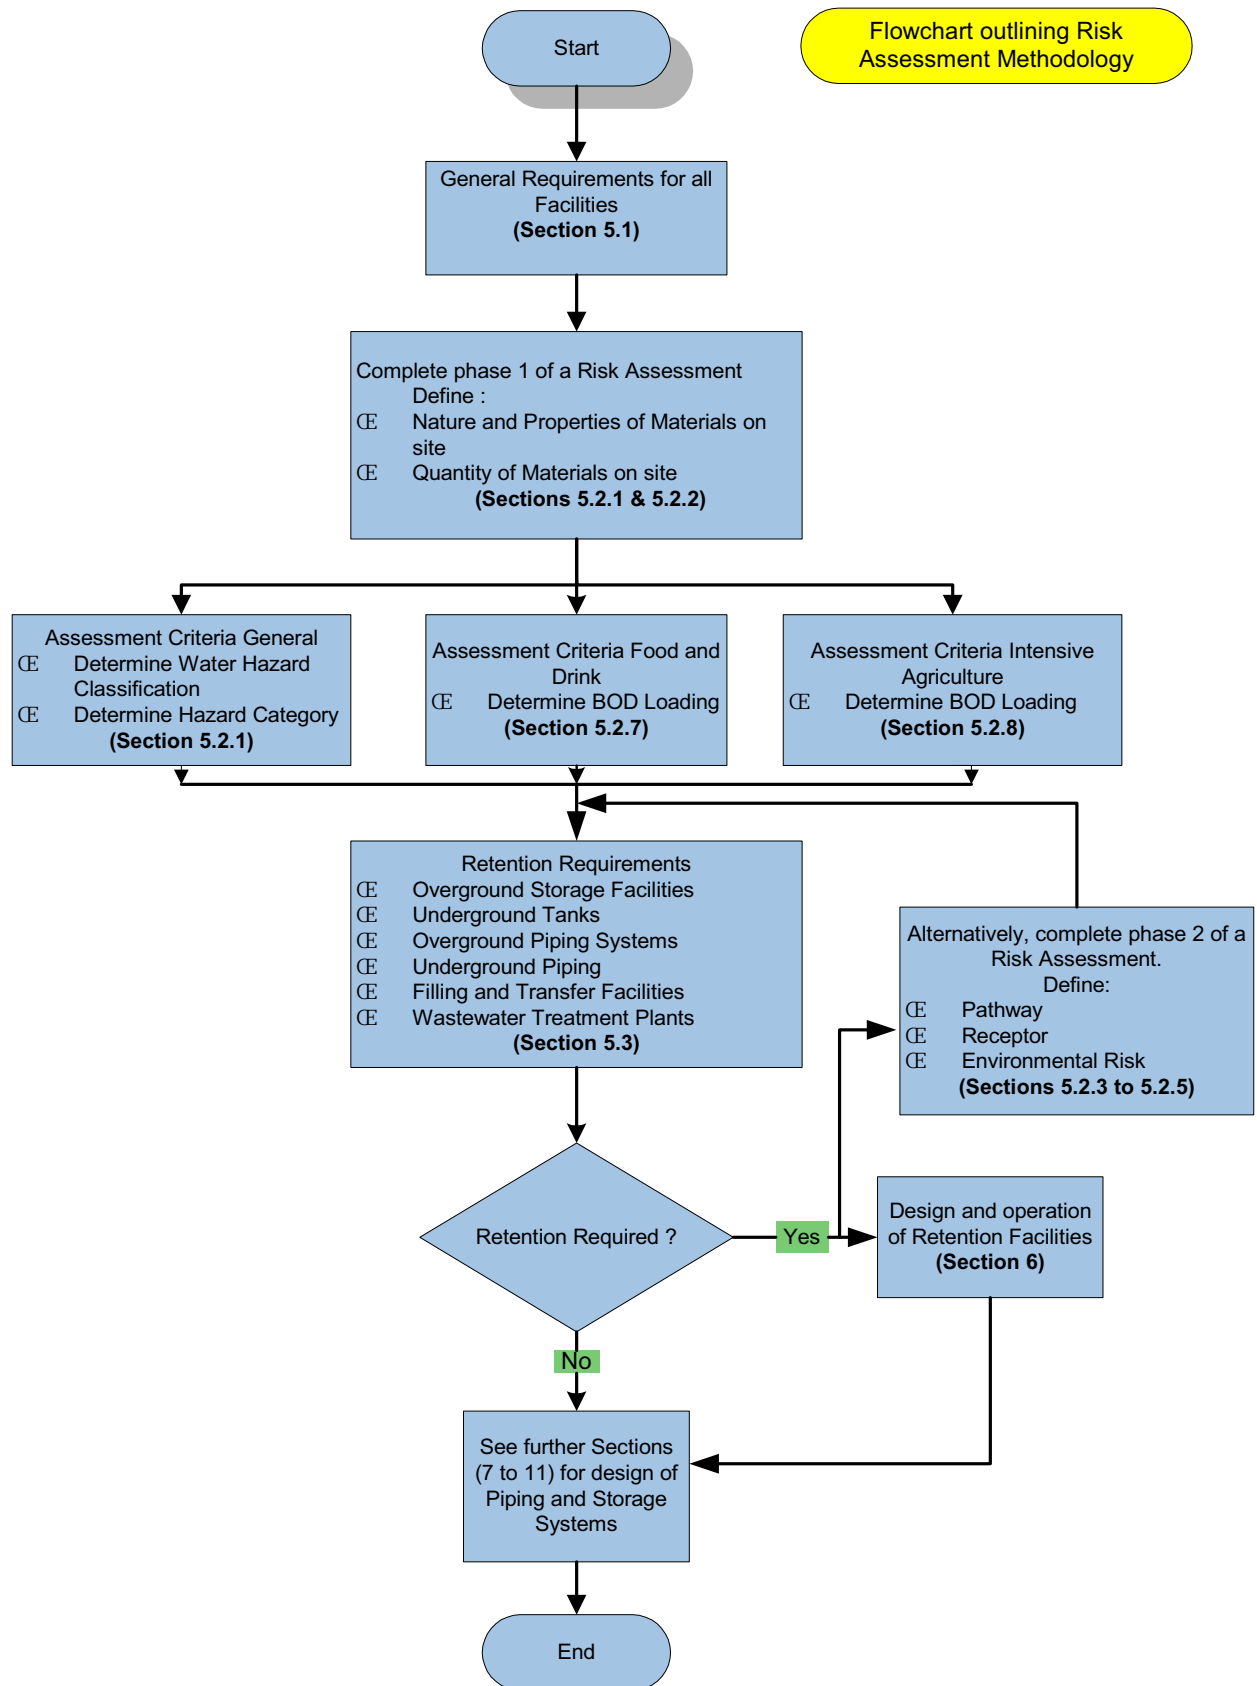 Start
Flowchart outlining Risk
Assessment Methodology
General Requirements for all
Facilities
(Section 5.1)
Complete phase 1 of a Risk Assessment
Define :
Œ Nature and Properties of Materials on
site
Œ Quantity of Materials on site
(Sections 5.2.1 & 5.2.2)
Assessment Criteria General
Œ Determine Water Hazard
Classification
Œ Determine Hazard Category
(Section 5.2.1)
Assessment Criteria Food and
Drink
Œ Determine BOD Loading
(Section 5.2.7)
Assessment Criteria Intensive
Agriculture
Œ Determine BOD Loading
(Section 5.2.8)
Retention Requirements
Œ Overground Storage Facilities
Œ Underground Tanks
Œ Overground Piping Systems
Œ Underground Piping
Œ Filling and Transfer Facilities
Œ Wastewater Treatment Plants
(Section 5.3)
Alternatively, complete phase 2 of a
Risk Assessment.
Define:
Œ Pathway
Œ Receptor
Œ Environmental Risk
(Sections 5.2.3 to 5.2.5)
Retention Required ?
Yes
Design and operation
of Retention Facilities
(Section 6)
No
See further Sections
(7 to 11) for design of
Piping and Storage
Systems
End